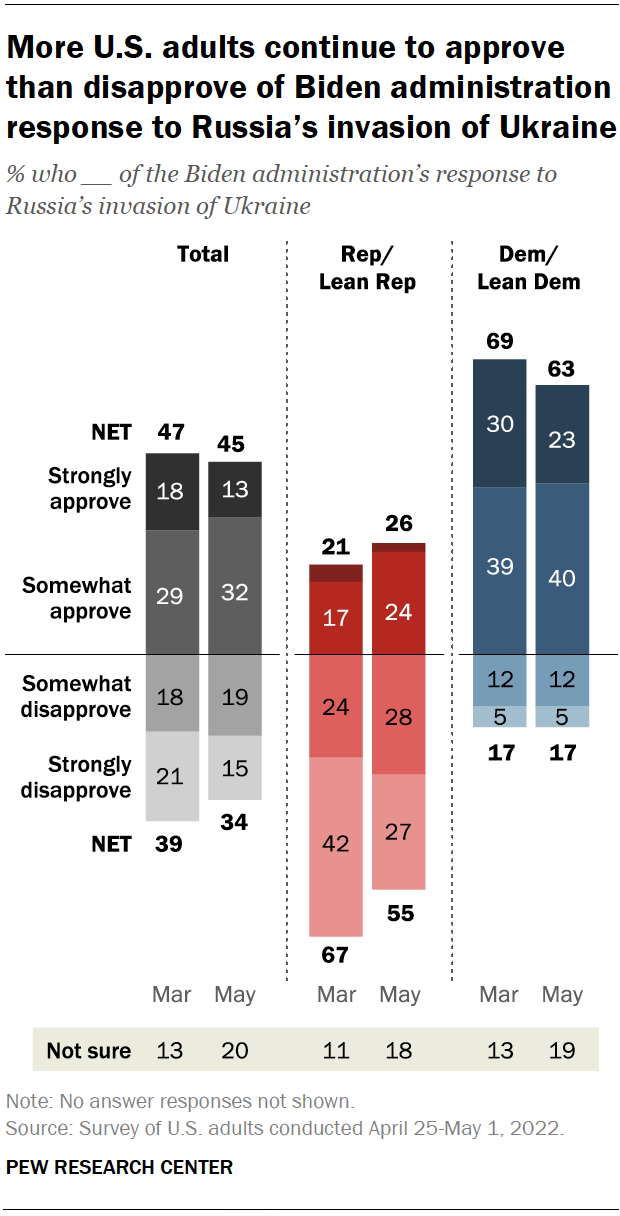 More U.S. adults continue to approve
than disapprove of Biden administration
response to Russia's invasion of Ukraine
% who __ of the Biden administration's response to
Russia's invasion of Ukraine
Total
Rep/
Lean Rep
Dem/
Lean Dem
NET 47 45 21 26 69 63
Strongly
approve
18 13 30 23
Somewhat
approve
29 32 17 24 39 40
Somewhat
disapprove
18 19 24 28 12 12
Strongly
disapprove
21 15 42 27 5 5
NET 39 34 67 55 17 17
Mar May Mar May Mar May
Not sure 13 20 11 18 13 19
Note: No answer responses not shown.
Source: Survey of U.S. adults conducted April 25-May 1, 2022.
PEW RESEARCH CENTER